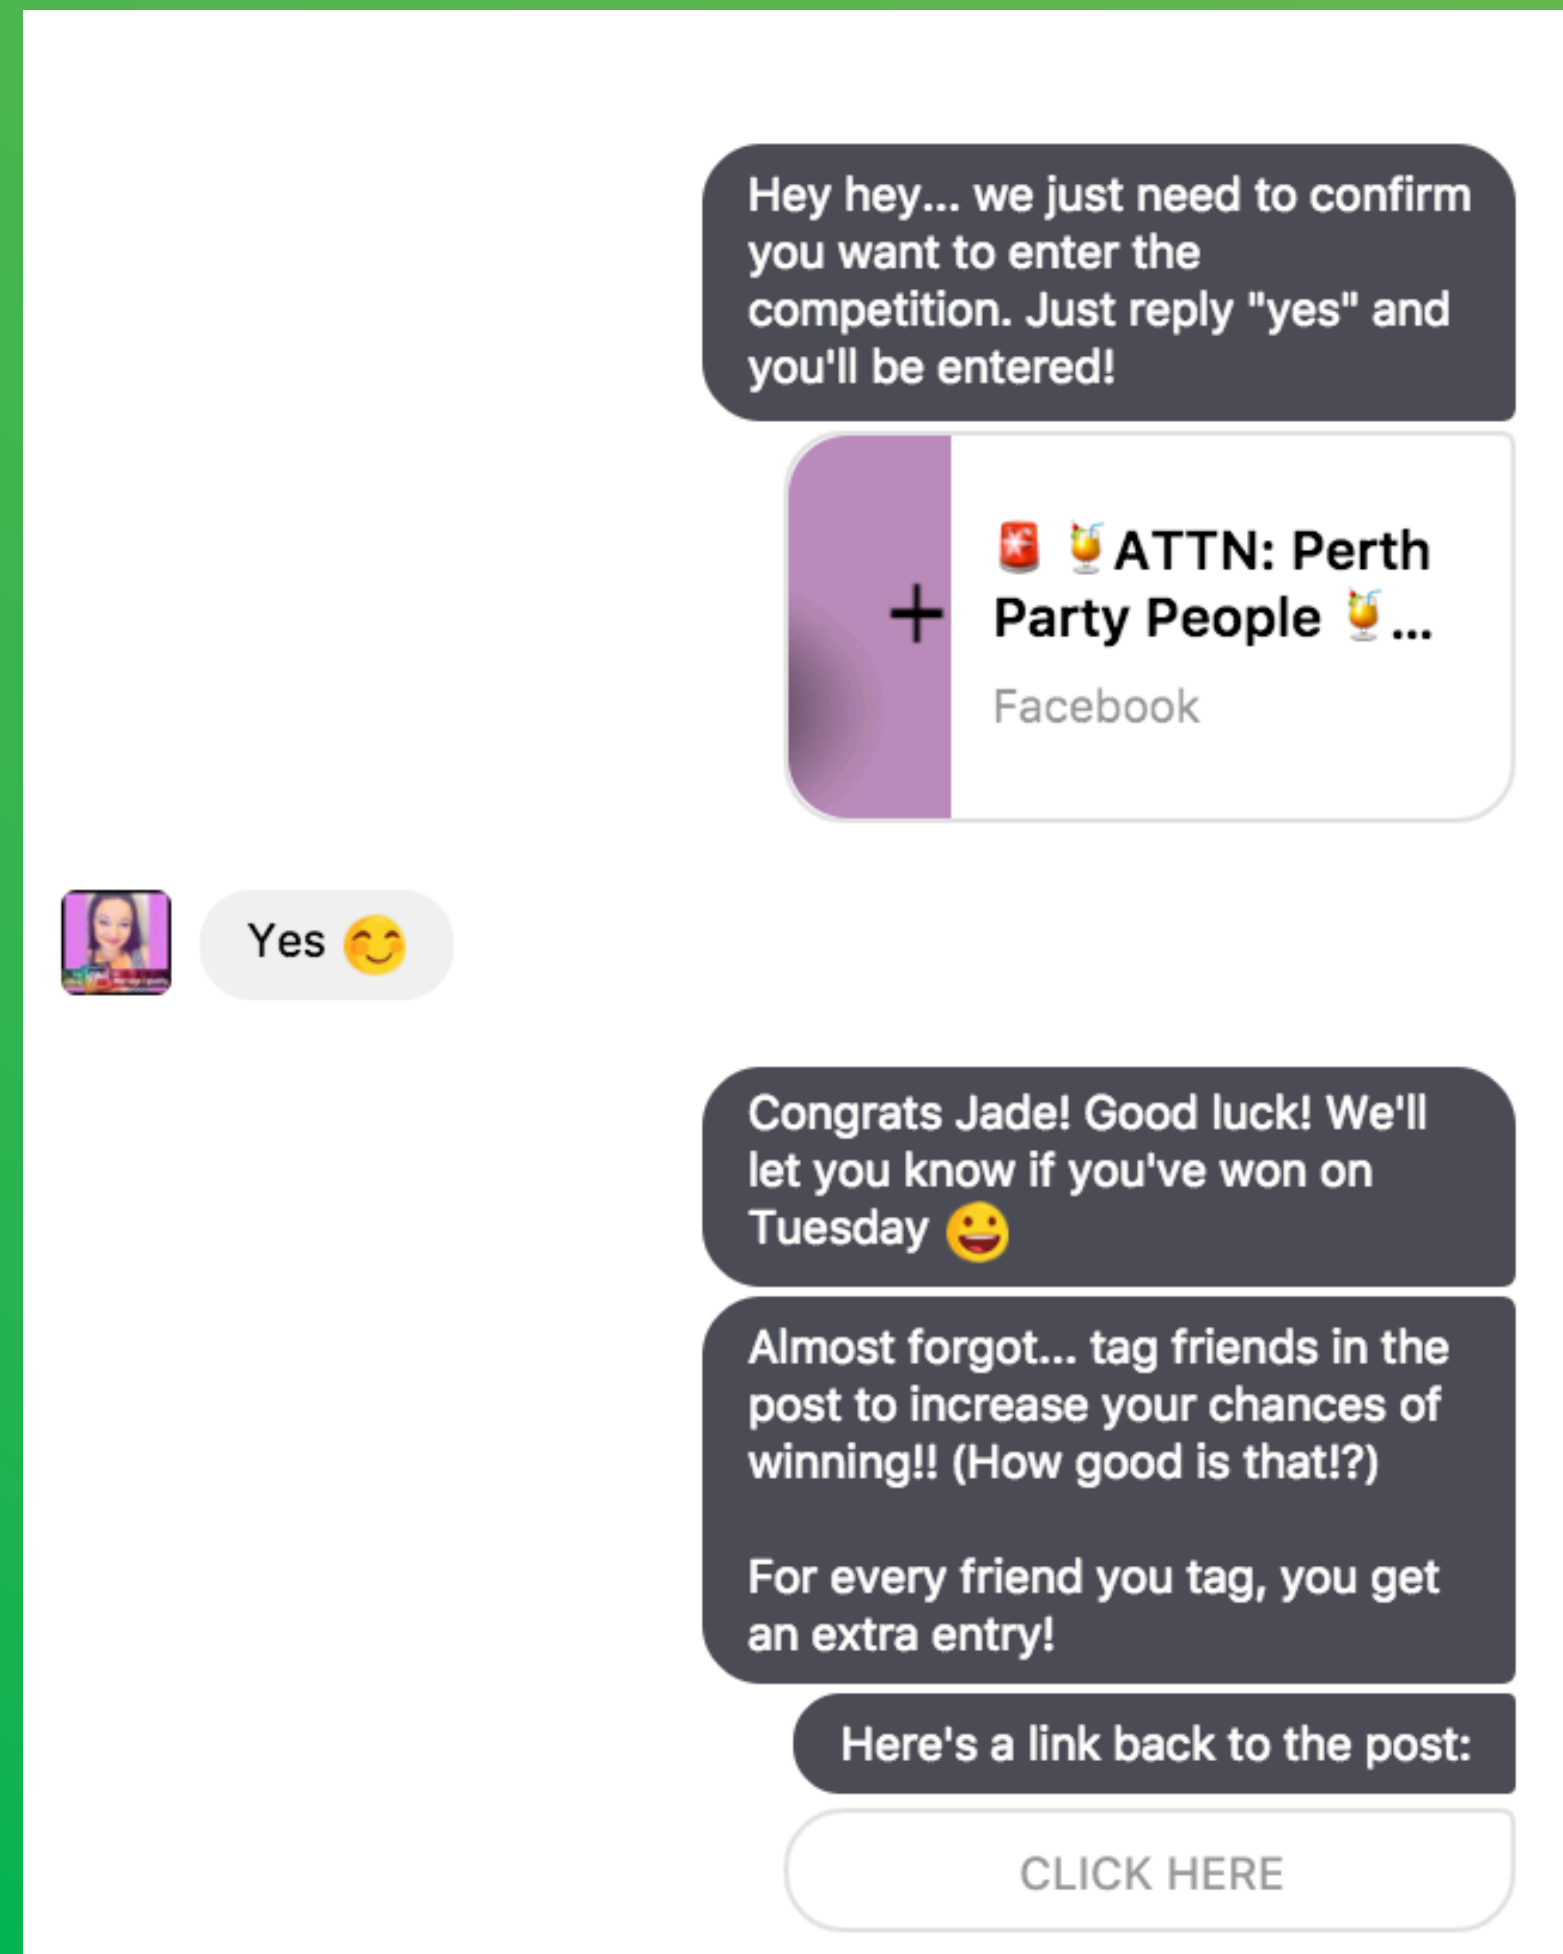 Hey hey... we just need to confirm
you want to enter the
competition. Just reply "yes" and
you'll be entered!
🚨 🍹ATTN: Perth
Party People 🍹...
Facebook
Yes 😊
Congrats Jade! Good luck! We'll
let you know if you've won on
Tuesday 😀
Almost forgot... tag friends in the
post to increase your chances of
winning!! (How good is that!?)
For every friend you tag, you get
an extra entry!
Here's a link back to the post:
CLICK HERE